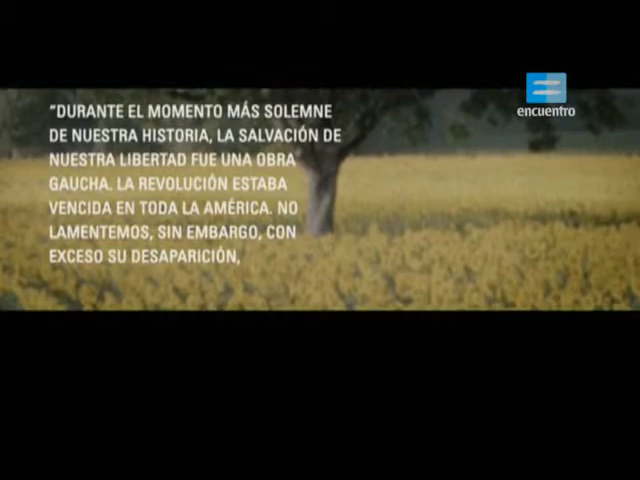 "DURANTE EL MOMENTO MÁS SOLEMNE
DE NUESTRA HISTORIA, LA SALVACIÓN DE
NUESTRA LIBERTAD FUE UNA OBRA
GAUCHA. LA REVOLUCIÓN ESTABA
VENCIDA EN TODA LA AMÉRICA. NO
LAMENTEMOS, SIN EMBARGO, CON
EXCESO SU DESAPARICIÓN,
encuentro